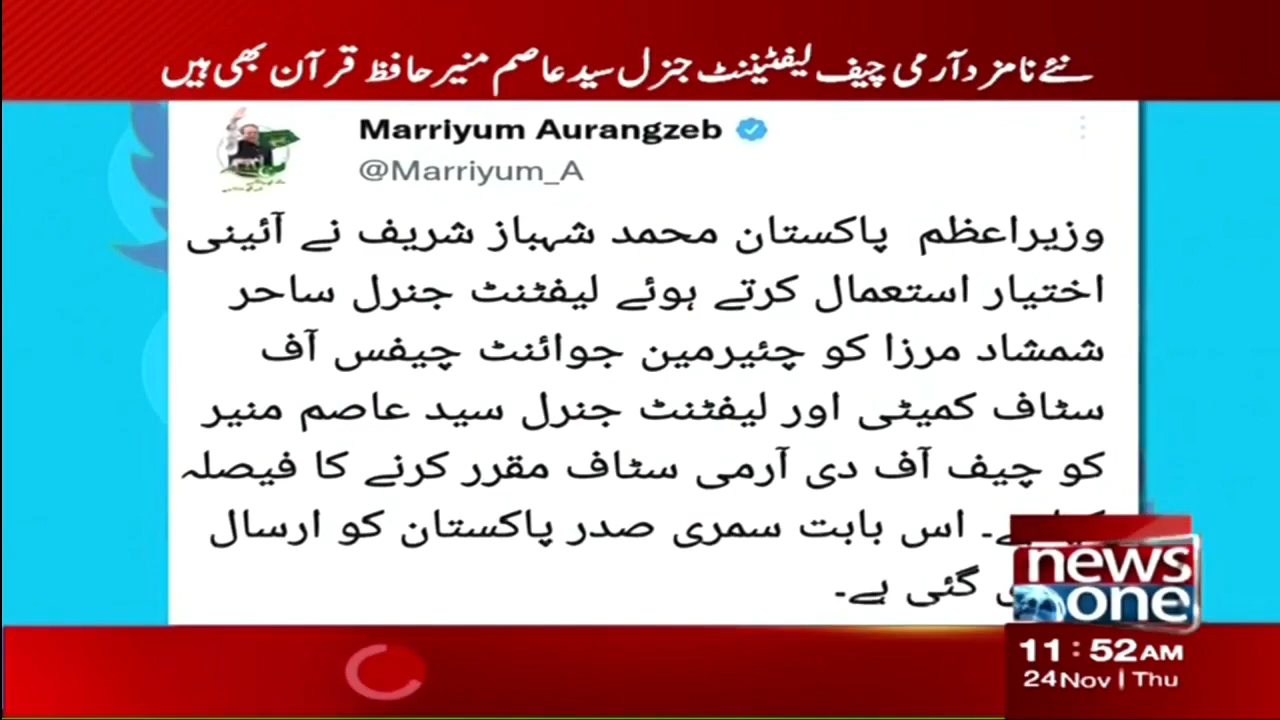 نئے نامزد آرمی چیف لیفٹیننٹ جنرل سید عاصم منیر حافظ قرآن بھی ہیں
Marriyum Aurangzeb
@Marriyum_A
وزیراعظم پاکستان محمد شہباز شریف نے آئینی
اختیار استعمال کرتے ہوئے لیفٹنٹ جنرل ساحر
شمشاد مرزا کو چئیرمین جوائنٹ چیفس آف
سٹاف کمیٹی اور لیفٹنٹ جنرل سید عاصم منیر
کو چیف آف دی آرمی سٹاف مقرر کرنے کا فیصلہ
۔ اس بابت سمری صدر پاکستان کو ارسال
گئی ہے۔
news
one
11:52AM
24Nov | Thu